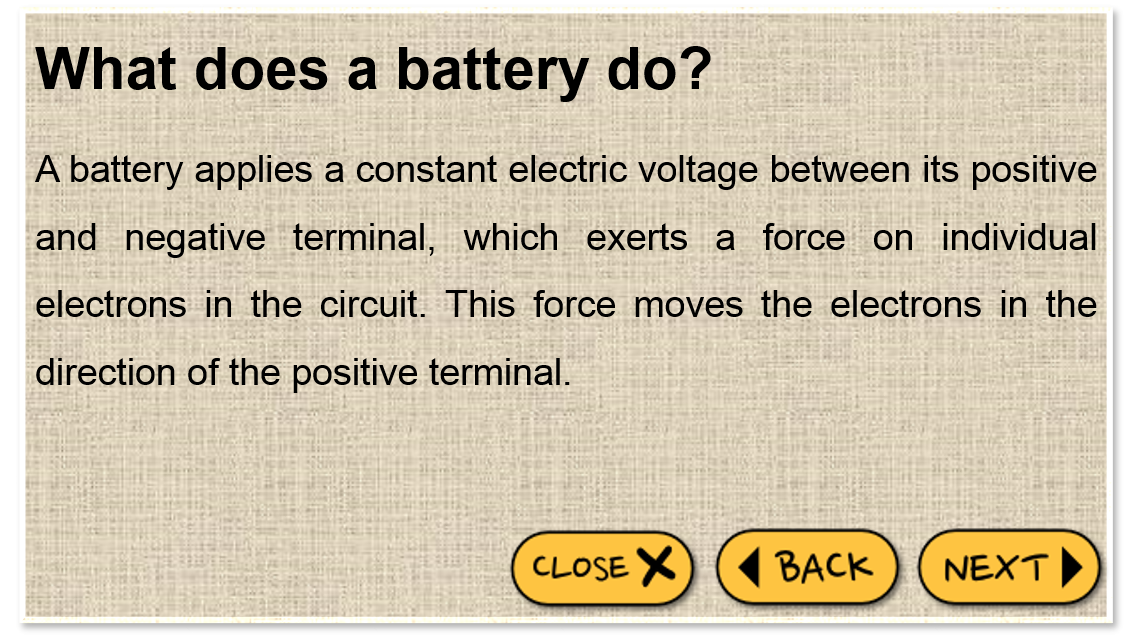 What does a battery do?
A battery applies a constant electric voltage between its positive
and negative terminal, which exerts a force on individual
electrons in the circuit. This force moves the electrons in the
direction of the positive terminal.
CLOSE
BACK
NEXT